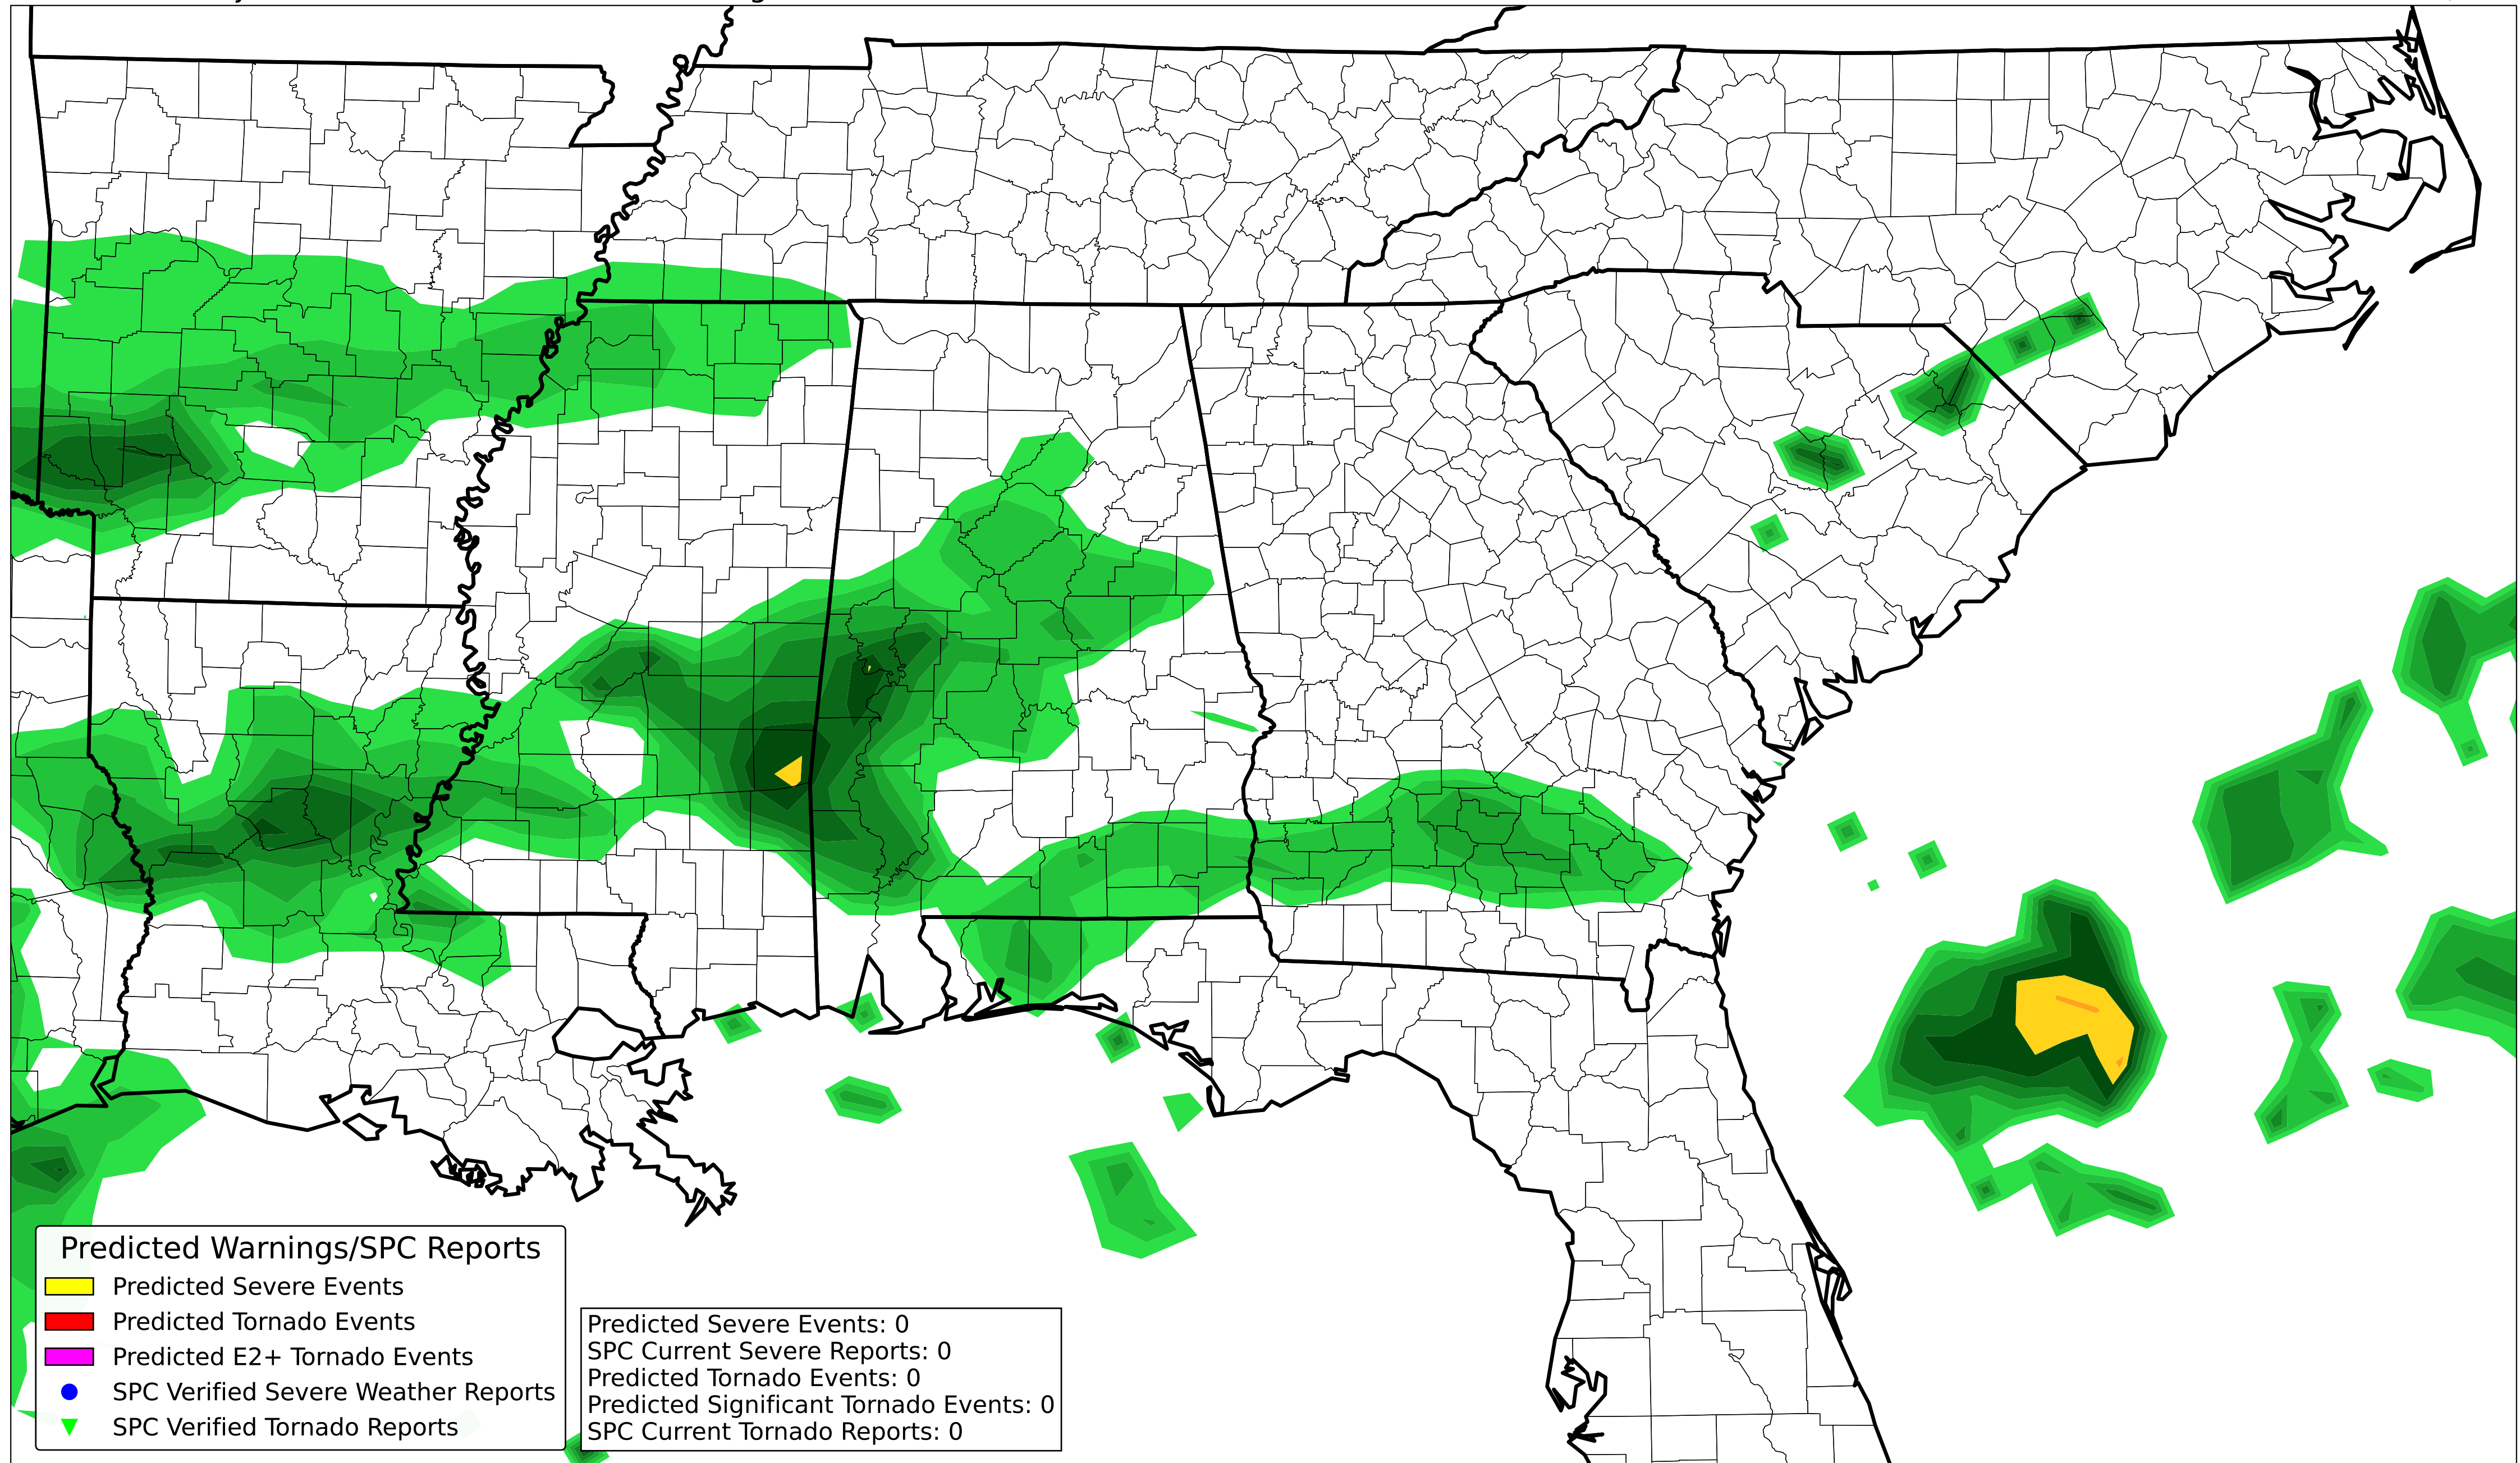 Predicted Warnings/SPC Reports
Predicted Severe Events
Predicted Tornado Events
Predicted E2+ Tornado Events
SPC Verified Severe Weather Reports
SPC Verified Tornado Reports
Predicted Severe Events: 0
SPC Current Severe Reports: 0
Predicted Tornado Events: 0
Predicted Significant Tornado Events: 0
SPC Current Tornado Reports: 0